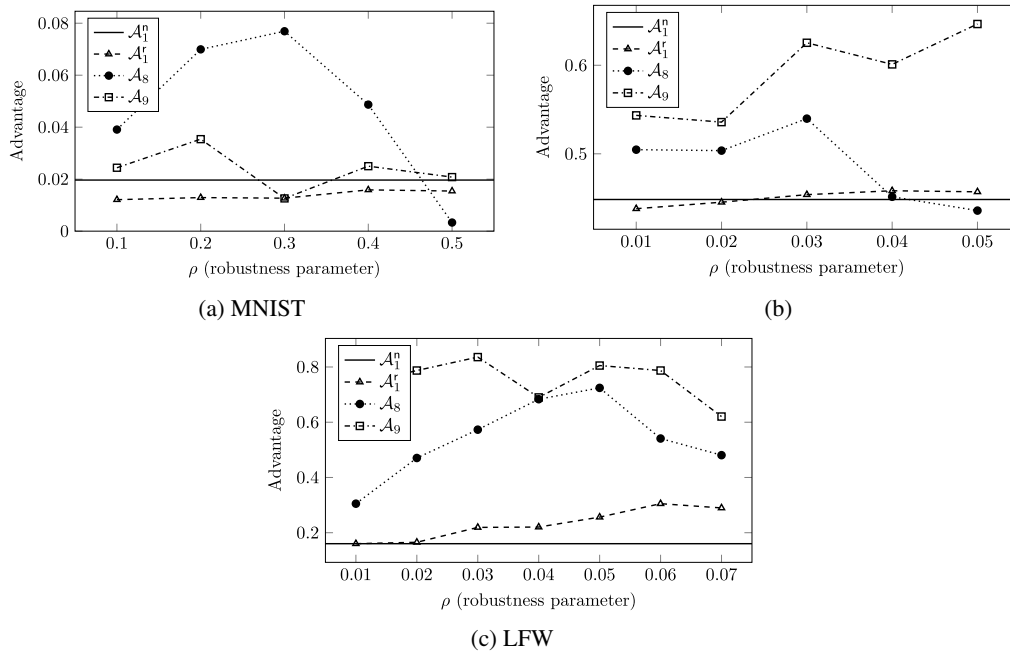 0.08
0.06
0.04
0.02
0
Advantage
𝒜₁ⁿ
𝒜₁ʳ
𝒜₈
𝒜₉
0.1 0.2 0.3 0.4 0.5
ρ (robustness parameter)
(a) MNIST
0.6
0.5
Advantage
𝒜₁ⁿ
𝒜₁ʳ
𝒜₈
𝒜₉
0.01 0.02 0.03 0.04 0.05
ρ (robustness parameter)
(b)
0.8
0.6
0.4
0.2
Advantage
𝒜₁ⁿ
𝒜₁ʳ
𝒜₈
𝒜₉
0.01 0.02 0.03 0.04 0.05 0.06 0.07
ρ (robustness parameter)
(c) LFW